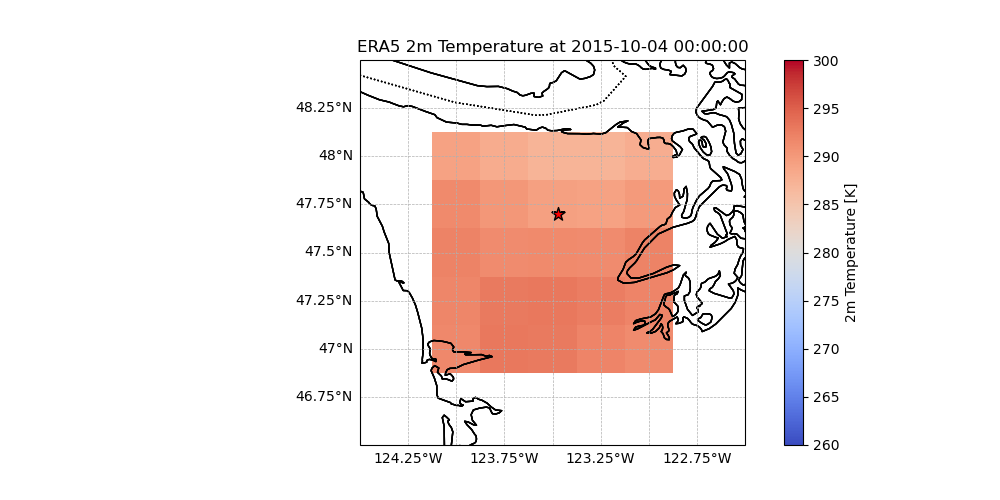 ERA5 2m Temperature at 2015-10-04 00:00:00
48.25°N
48°N
47.75°N
47.5°N
47.25°N
47°N
46.75°N
124.25°W
123.75°W
123.25°W
122.75°W
300
295
290
285
280
275
270
265
260
2m Temperature [K]